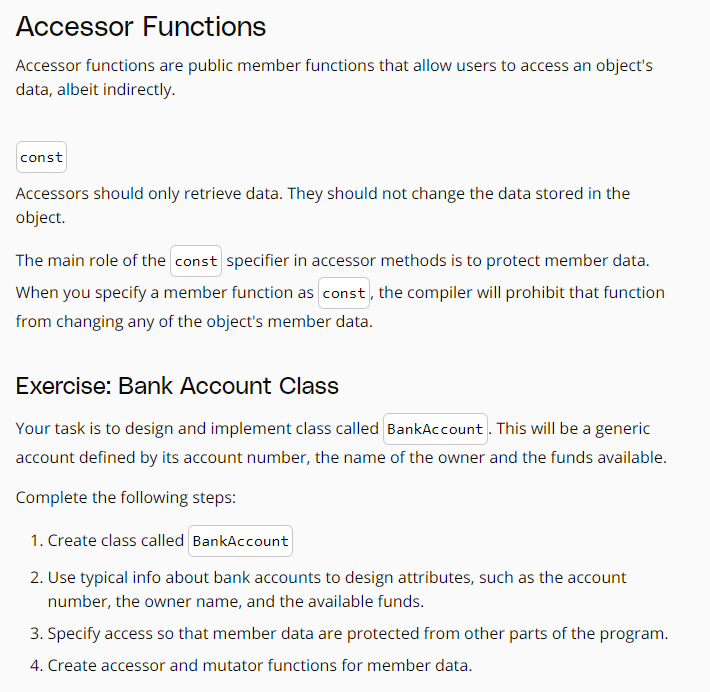 Accessor Functions
Accessor functions are public member functions that allow users to access an object's
data, albeit indirectly.
const
Accessors should only retrieve data. They should not change the data stored in the
object.
The main role of the const specifier in accessor methods is to protect member data.
When you specify a member function as const, the compiler will prohibit that function
from changing any of the object's member data.
Exercise: Bank Account Class
Your task is to design and implement class called BankAccount. This will be a generic
account defined by its account number, the name of the owner and the funds available.
Complete the following steps:
1. Create class called BankAccount
2. Use typical info about bank accounts to design attributes, such as the account
number, the owner name, and the available funds.
3. Specify access so that member data are protected from other parts of the program.
4. Create accessor and mutator functions for member data.